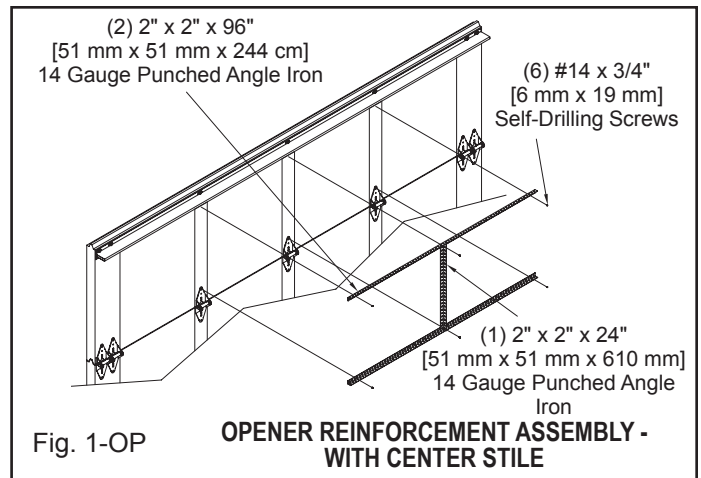 (2) 2" x 2" x 96"
[51 mm x 51 mm x 244 cm]
14 Gauge Punched Angle Iron
(6) #14 x 3/4"
[6 mm x 19 mm]
Self-Drilling Screws
(1) 2" x 2" x 24"
[51 mm x 51 mm x 610 mm]
14 Gauge Punched Angle
Iron
Fig. 1-OP
OPENER REINFORCEMENT ASSEMBLY -
WITH CENTER STILE